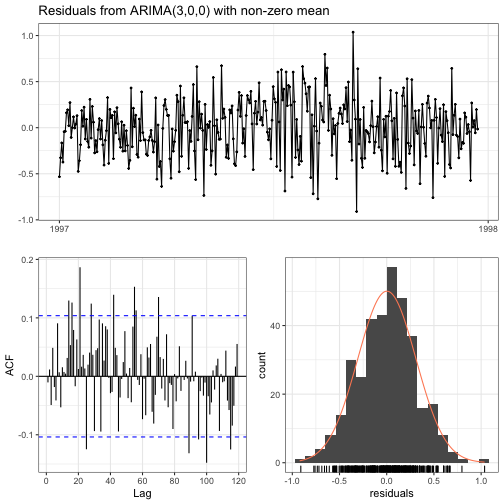 Residuals from ARIMA(3,0,0) with non-zero mean
1.0
0.5
0.0
-0.5
-1.0
1997 1998
0.2
0.1
0.0
-0.1
ACF
0 20 40 60 80 100 120
Lag
40
20
0
count
-1.0 -0.5 0.0 0.5 1.0
residuals